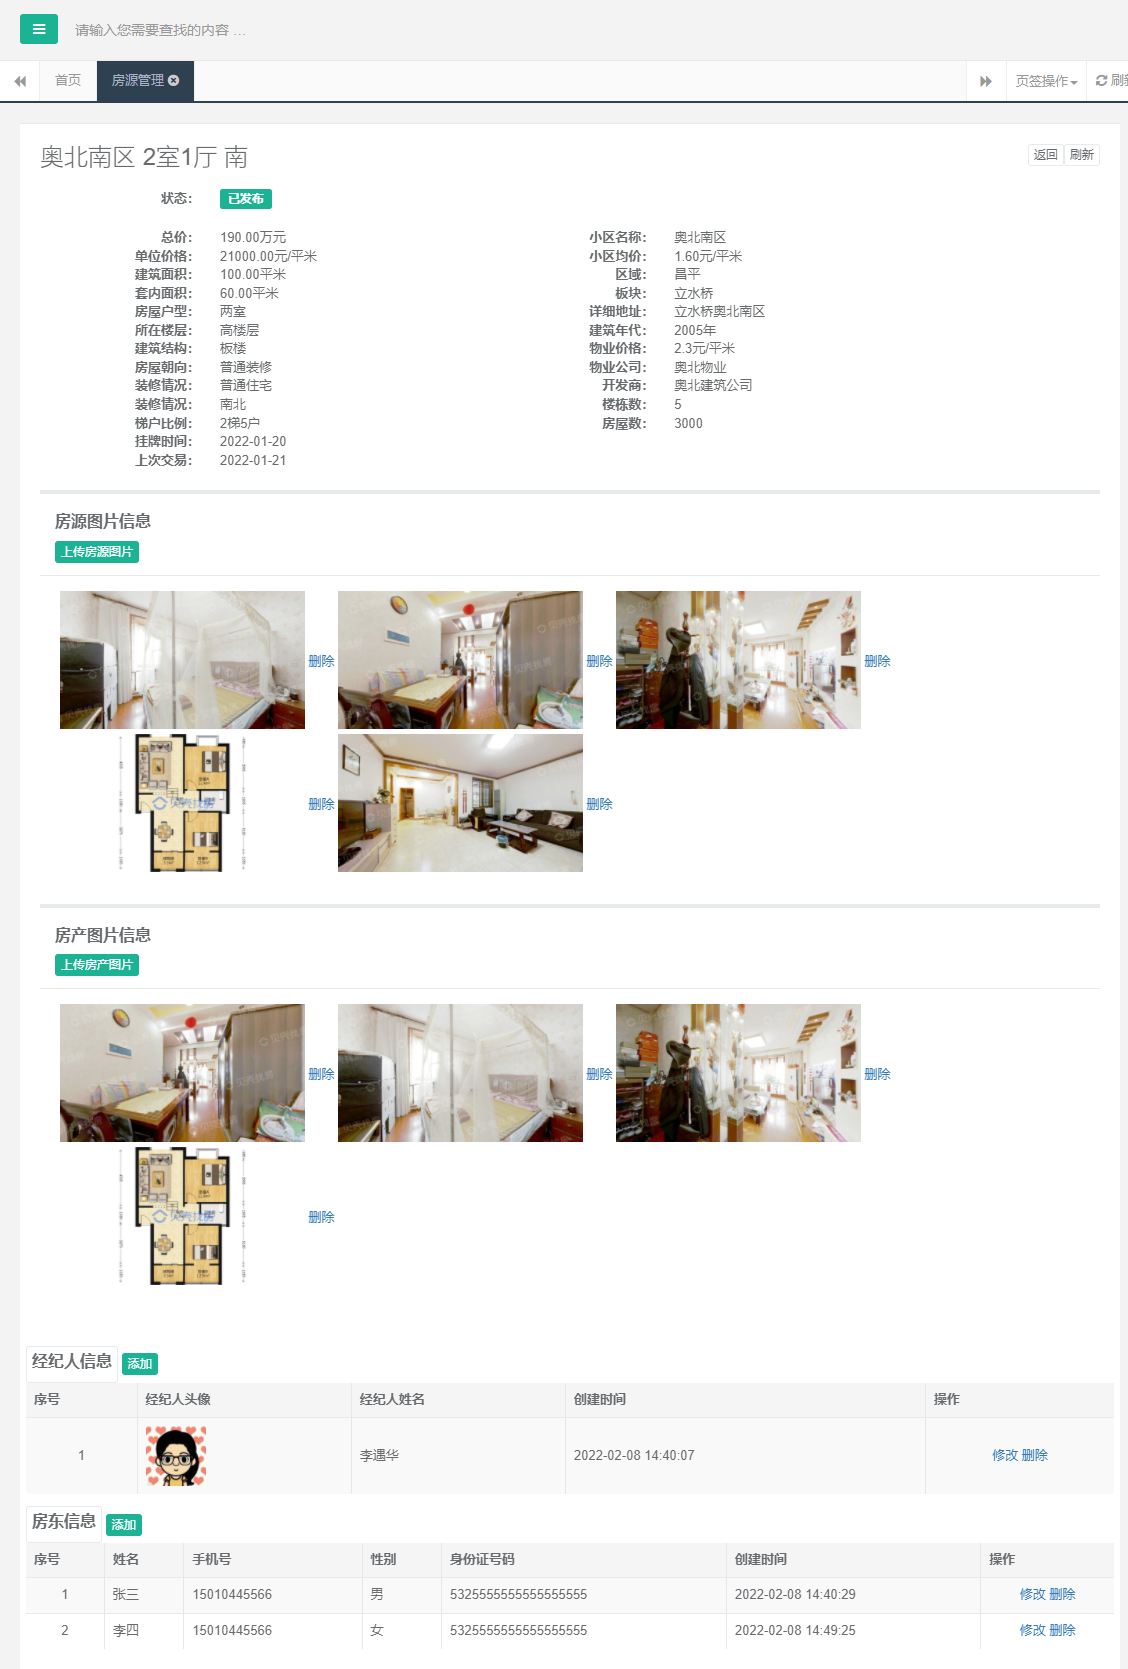 请输入您需要查找的内容 …
首页
房源管理
页签操作
刷新
奥北南区 2室1厅 南
返回 刷新
状态： 已发布
总价： 190.00万元
单位价格： 21000.00元/平米
建筑面积： 100.00平米
套内面积： 60.00平米
房屋户型： 两室
所在楼层： 高楼层
建筑结构： 板楼
房屋朝向： 普通装修
装修情况： 普通住宅
装修情况： 南北
梯户比例： 2梯5户
挂牌时间： 2022-01-20
上次交易： 2022-01-21
小区名称： 奥北南区
小区均价： 1.60元/平米
区域： 昌平
板块： 立水桥
详细地址： 立水桥奥北南区
建筑年代： 2005年
物业价格： 2.3元/平米
物业公司： 奥北物业
开发商： 奥北建筑公司
楼栋数： 5
房屋数： 3000
房源图片信息
上传房源图片
删除 删除 删除
删除 删除
房产图片信息
上传房产图片
删除 删除 删除
删除
经纪人信息 添加
序号 经纪人头像 经纪人姓名 创建时间 操作
1 李遇华 2022-02-08 14:40:07 修改 删除
房东信息 添加
序号 姓名 手机号 性别 身份证号码 创建时间 操作
1 张三 15010445566 男 5325555555555555555 2022-02-08 14:40:29 修改 删除
2 李四 15010445566 女 5325555555555555555 2022-02-08 14:49:25 修改 删除